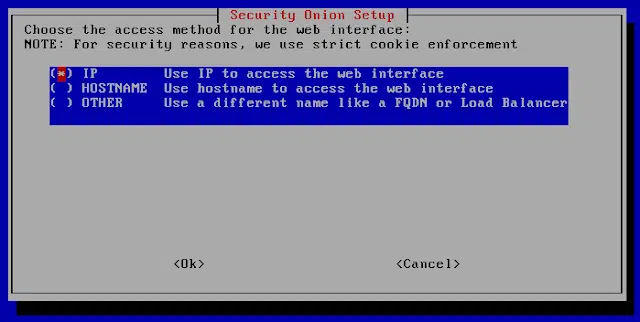 Security Onion Setup
Choose the access method for the web interface:
NOTE: For security reasons, we use strict cookie enforcement
(*) IP Use IP to access the web interface
( ) HOSTNAME Use hostname to access the web interface
( ) OTHER Use a different name like a FQDN or Load Balancer
<Ok> <Cancel>